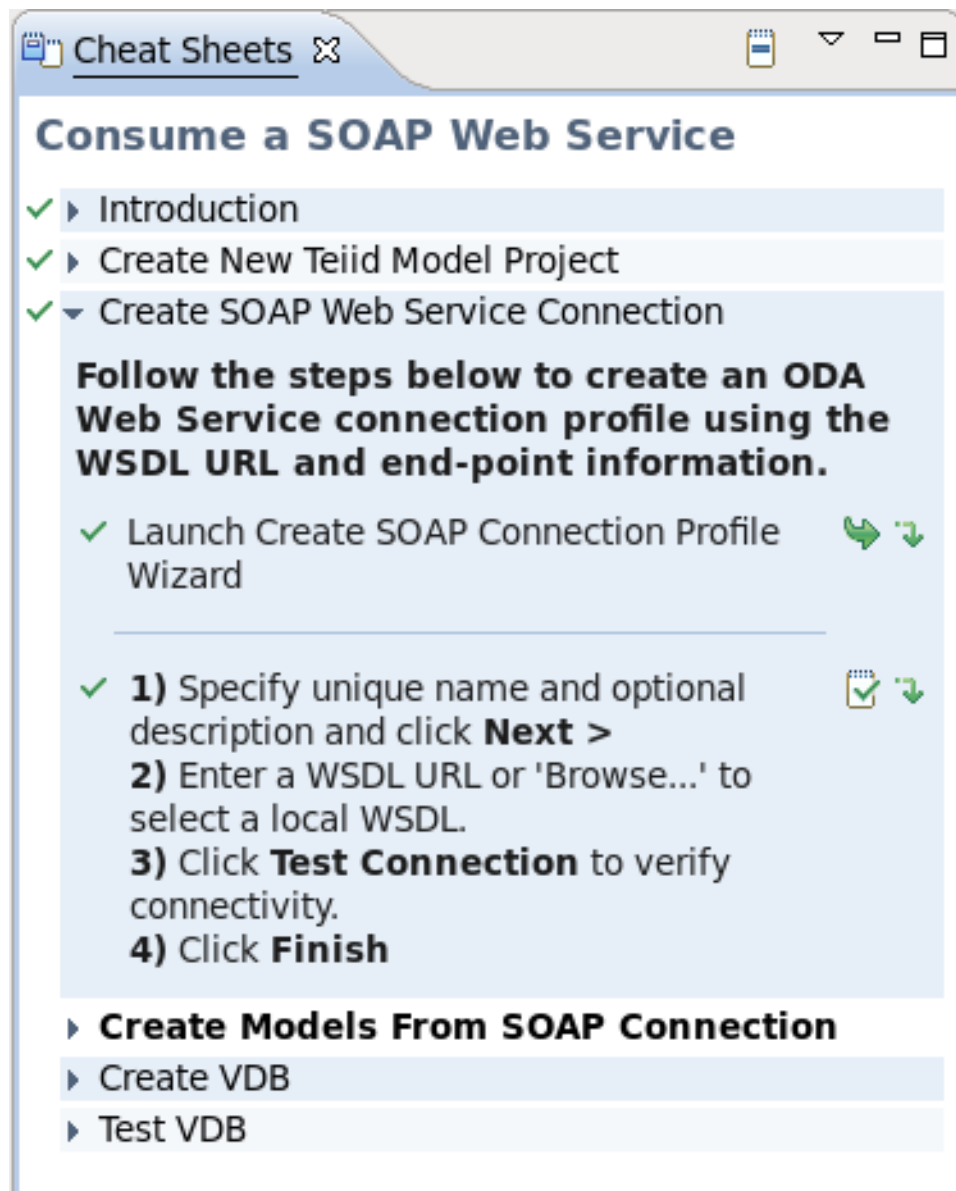 Cheat Sheets
Consume a SOAP Web Service
Introduction
Create New Teiid Model Project
Create SOAP Web Service Connection
Follow the steps below to create an ODA
Web Service connection profile using the
WSDL URL and end-point information.
Launch Create SOAP Connection Profile
Wizard
1) Specify unique name and optional
description and click Next >
2) Enter a WSDL URL or 'Browse...' to
select a local WSDL.
3) Click Test Connection to verify
connectivity.
4) Click Finish
Create Models From SOAP Connection
Create VDB
Test VDB